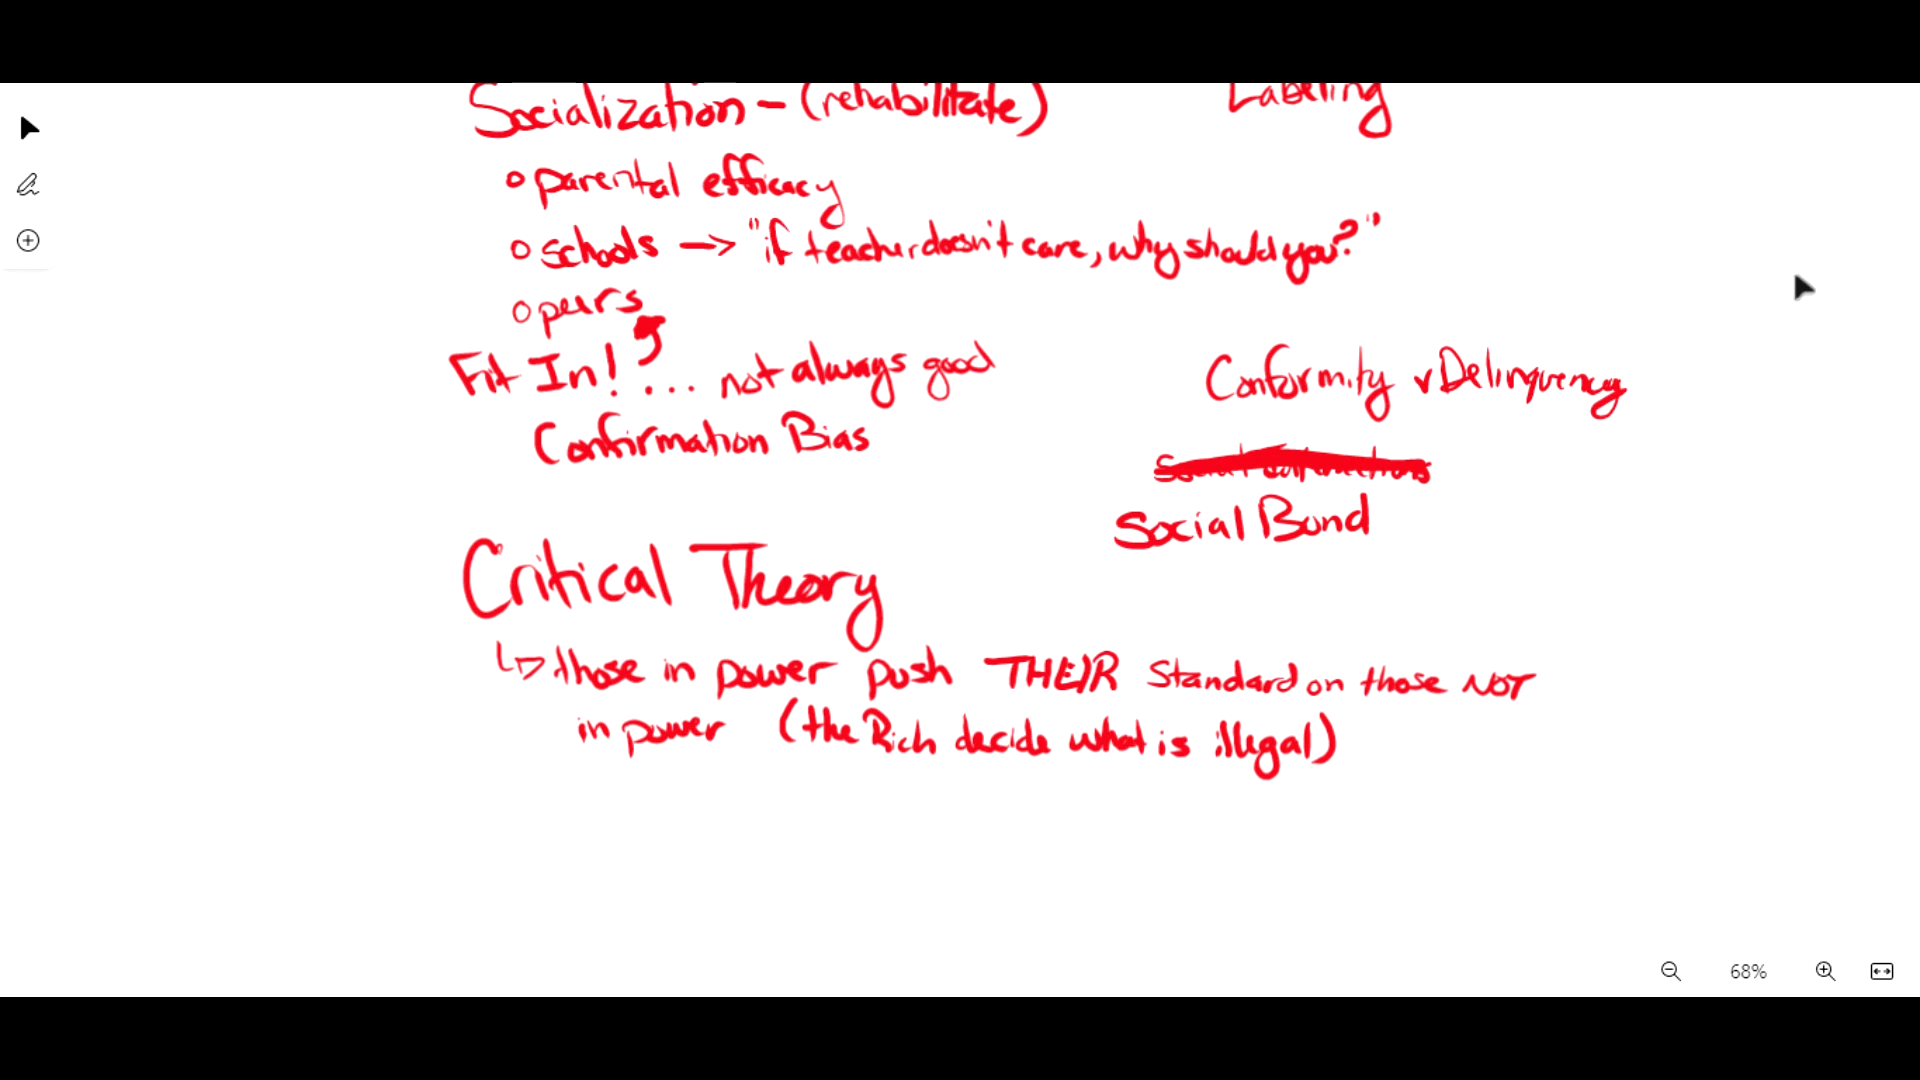 Socialization - (rehabilitate)
Labeling
o parental efficacy
o schools → "if teacher doesn't care, why should you?"
o peers
Fit In! ... not always good
Conformity v Delinquency
Confirmation Bias
Social Bond
Critical Theory
↳ those in power push THEIR standard on those NOT
in power (the Rich decide what is illegal)
68%